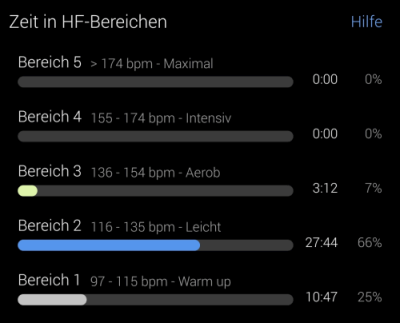 Zeit in HF-Bereichen Hilfe
Bereich 5 > 174 bpm - Maximal
0:00 0%
Bereich 4 155 - 174 bpm - Intensiv
0:00 0%
Bereich 3 136 - 154 bpm - Aerob
3:12 7%
Bereich 2 116 - 135 bpm - Leicht
27:44 66%
Bereich 1 97 - 115 bpm - Warm up
10:47 25%